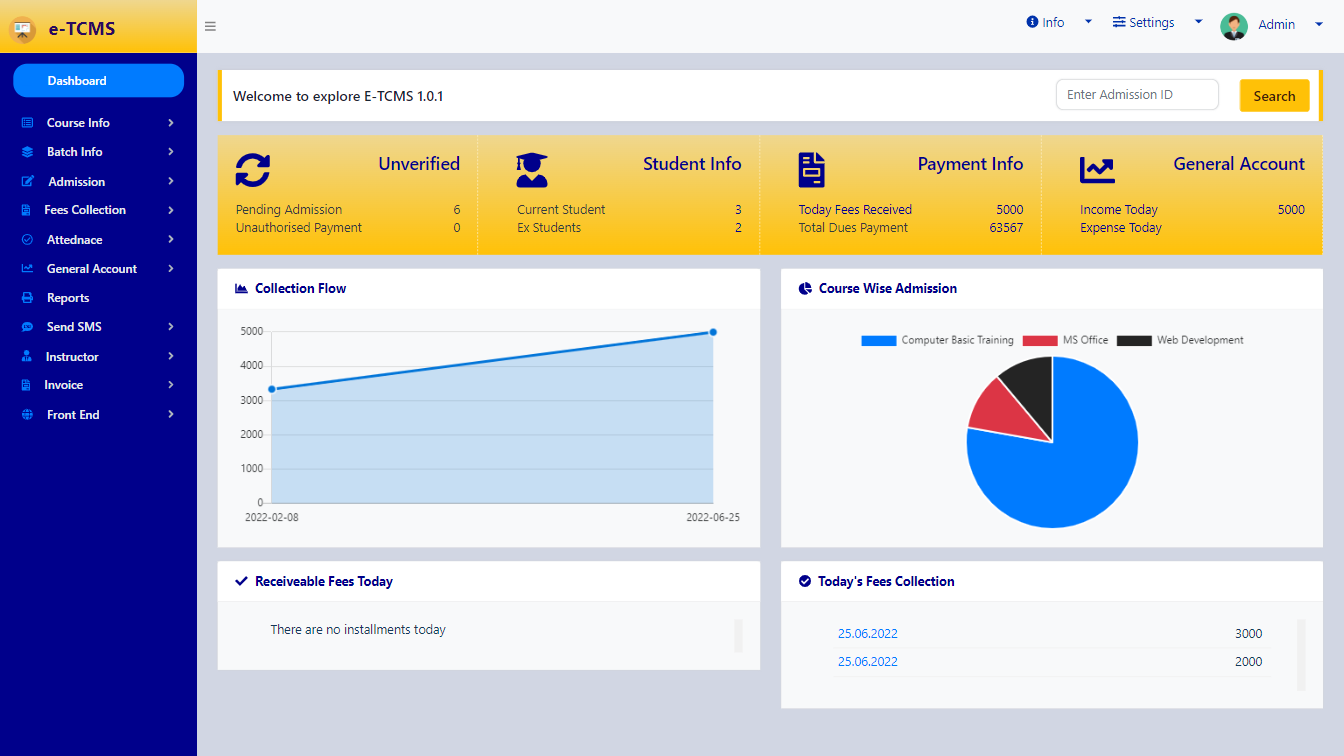 e-TCMS
Info
Settings
Admin
Dashboard
Course Info
Batch Info
Admission
Fees Collection
Attednace
General Account
Reports
Send SMS
Instructor
Invoice
Front End
Welcome to explore E-TCMS 1.0.1
Enter Admission ID
Search
Unverified
Pending Admission 6
Unauthorised Payment 0
Student Info
Current Student 3
Ex Students 2
Payment Info
Today Fees Received 5000
Total Dues Payment 63567
General Account
Income Today 5000
Expense Today
Collection Flow
5000
4000
3000
2000
1000
0
2022-02-08 2022-06-25
Course Wise Admission
Computer Basic Training MS Office Web Development
Receiveable Fees Today
There are no installments today
Today's Fees Collection
25.06.2022 3000
25.06.2022 2000